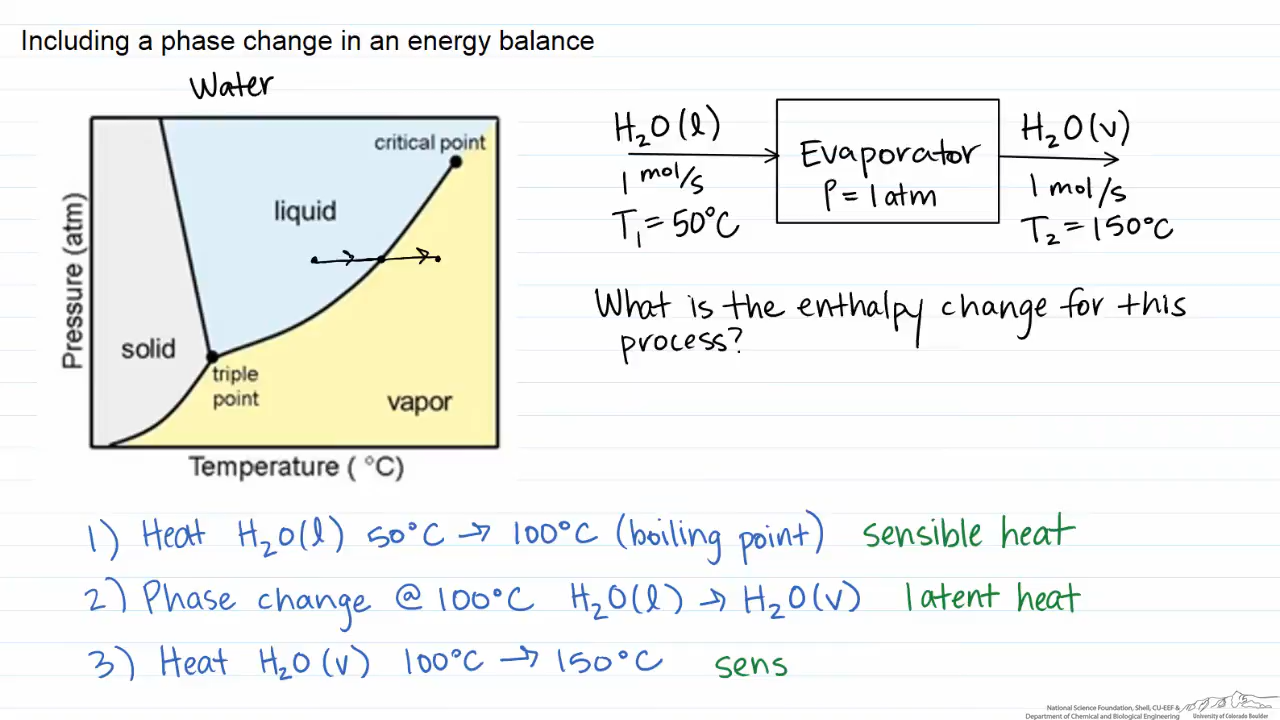 Including a phase change in an energy balance
Water
critical point
liquid
solid
triple
point
vapor
Pressure (atm)
Temperature ( °C)
H₂O(l)
1 mol/s
T₁ = 50°C
Evaporator
P = 1 atm
H₂O(v)
1 mol/s
T₂ = 150°C
What is the enthalpy change for this
process?
1) Heat H₂O(l) 50°C → 100°C (boiling point) sensible heat
2) Phase change @ 100°C H₂O(l) → H₂O(v) latent heat
3) Heat H₂O(v) 100°C → 150°C sens
National Science Foundation, Shell, CU-EEF &
Department of Chemical and Biological Engineering
University of Colorado Boulder